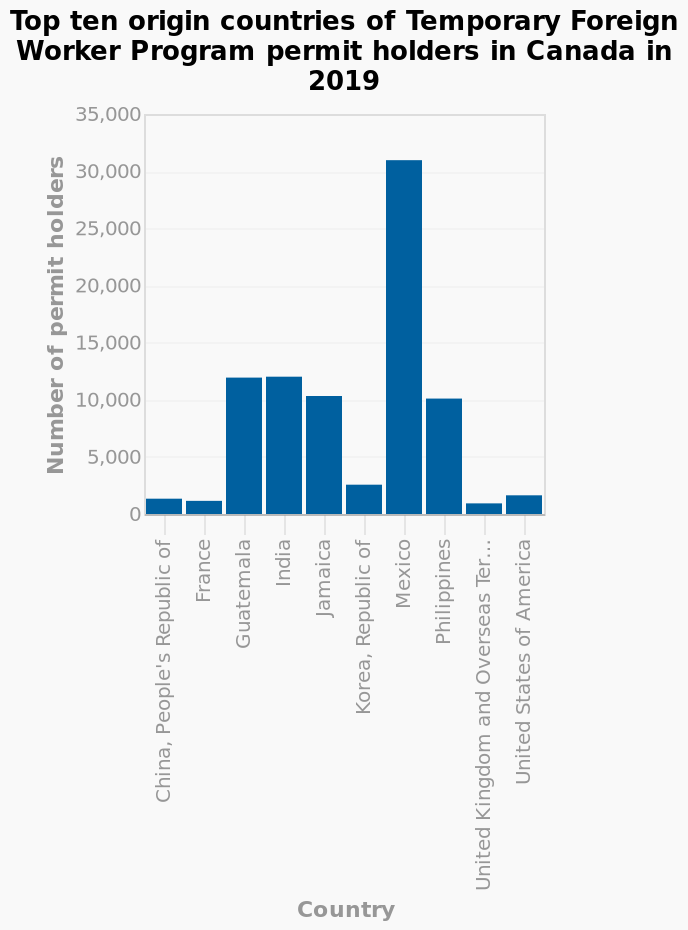 Top ten origin countries of Temporary Foreign
Worker Program permit holders in Canada in
2019
Number of permit holders
35,000
30,000
25,000
20,000
15,000
10,000
5,000
0
China, People's Republic of
France
Guatemala
India
Jamaica
Korea, Republic of
Mexico
Philippines
United Kingdom and Overseas Ter...
United States of America
Country